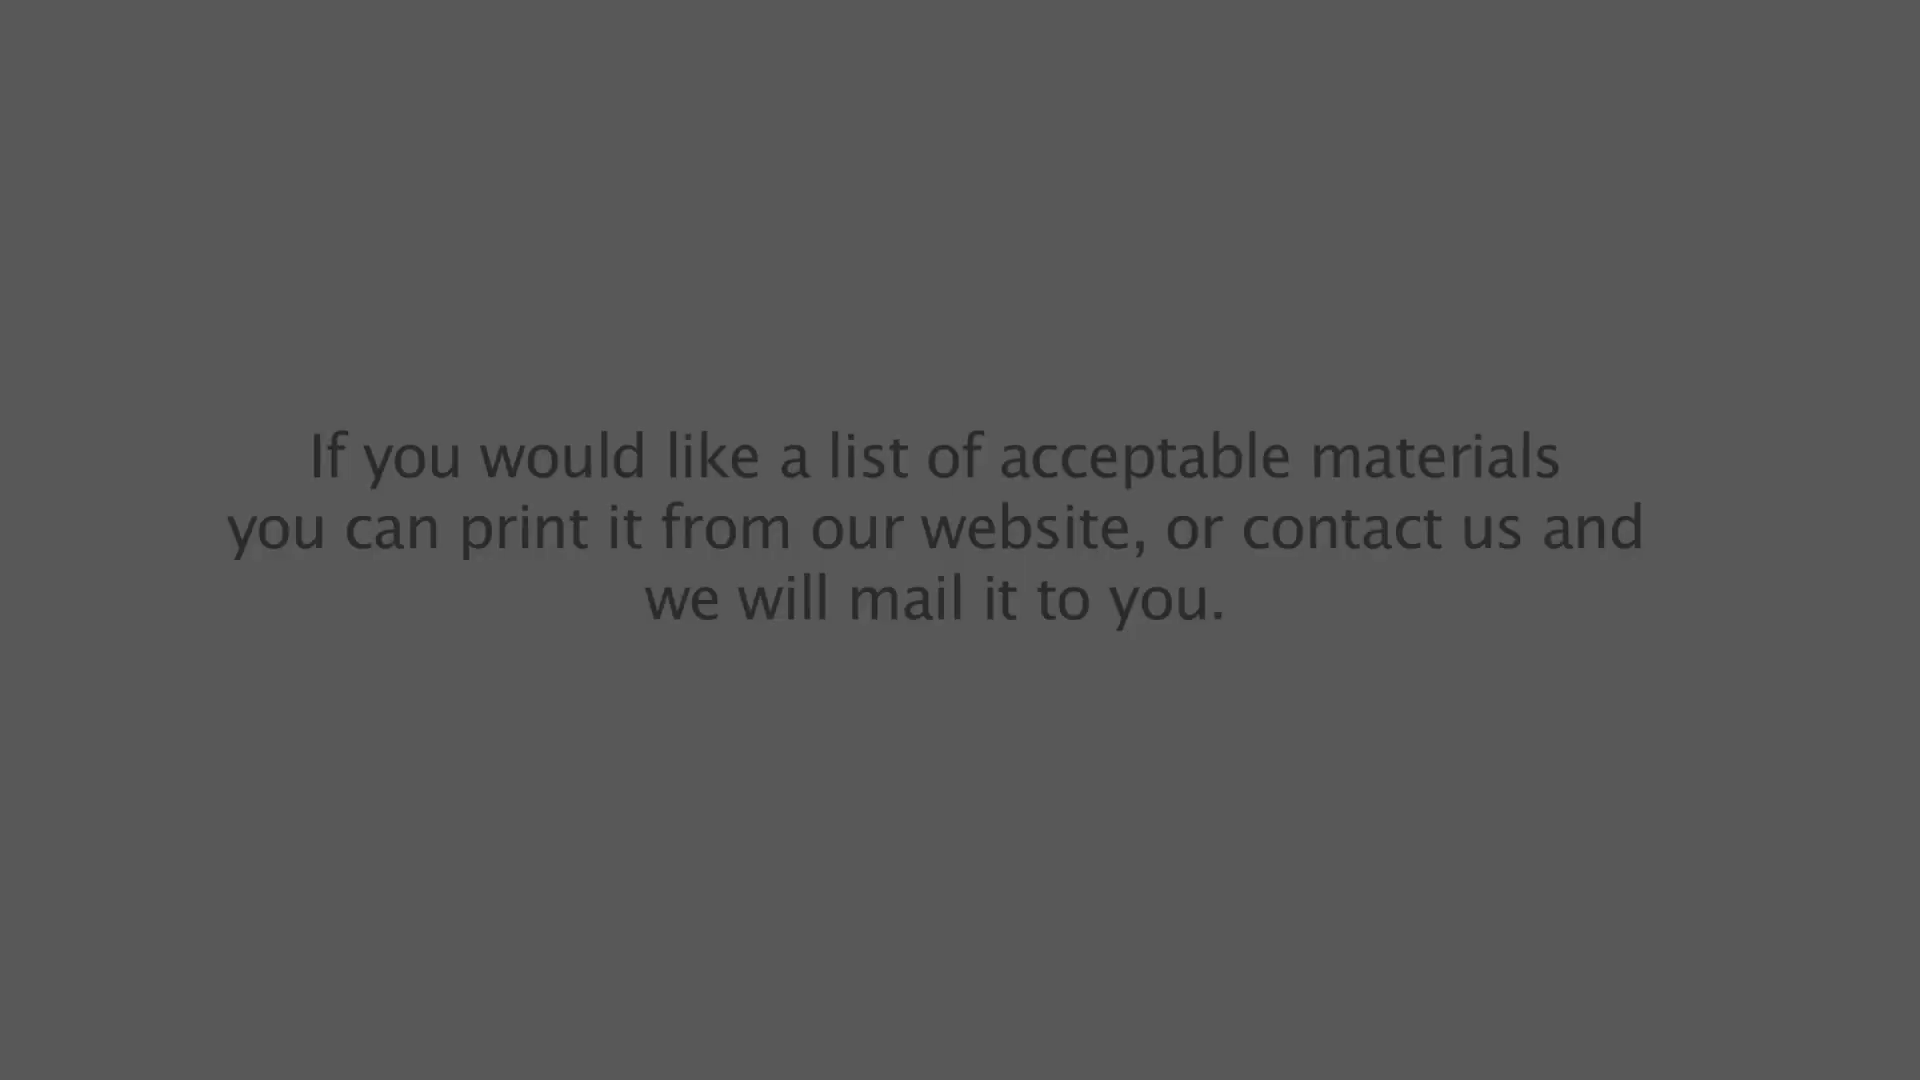 If you would like a list of acceptable materials
you can print it from our website, or contact us and
we will mail it to you.